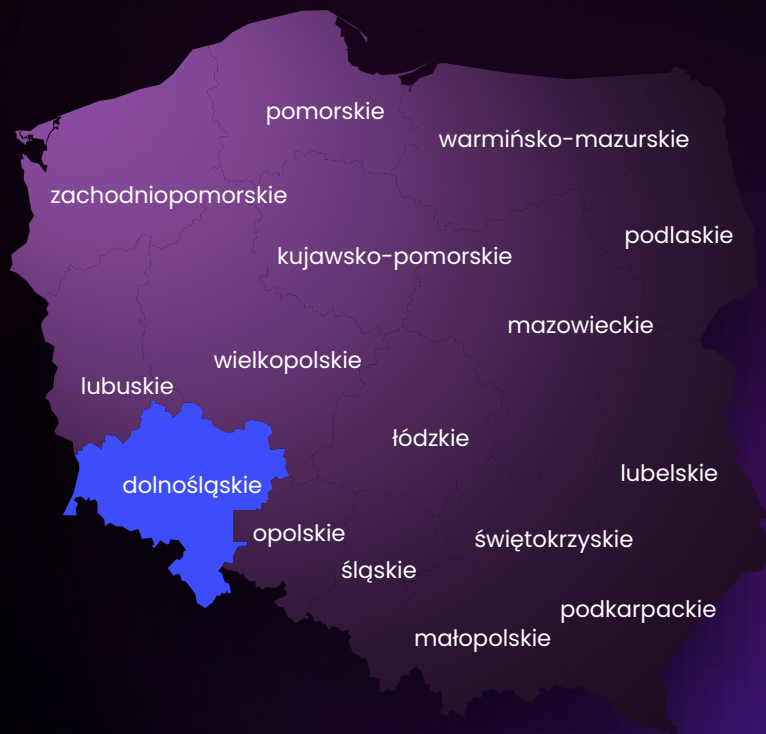 pomorskie
warmińsko-mazurskie
zachodniopomorskie
podlaskie
kujawsko-pomorskie
mazowieckie
wielkopolskie
lubuskie
łódzkie
lubelskie
dolnośląskie
opolskie
świętokrzyskie
śląskie
podkarpackie
małopolskie